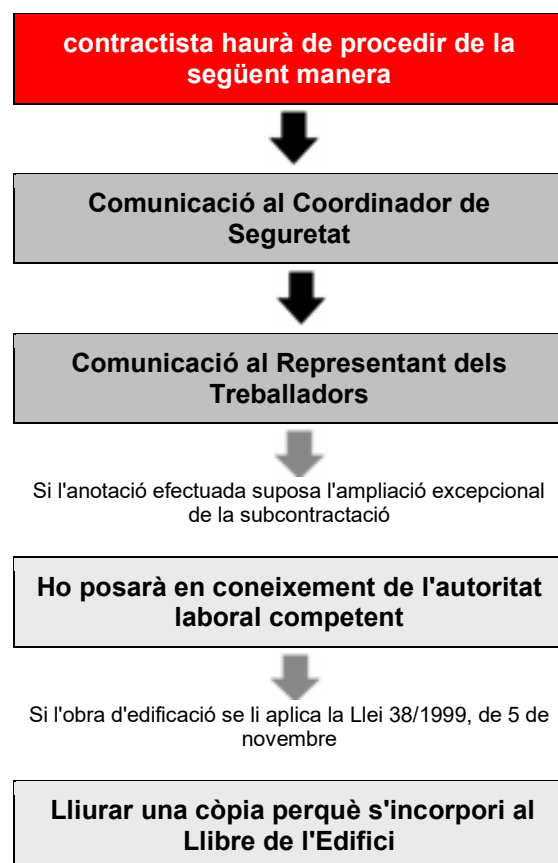 contractista haurà de procedir de la
següent manera
Comunicació al Coordinador de
Seguretat
Comunicació al Representant dels
Treballadors
Si l'anotació efectuada suposa l'ampliació excepcional
de la subcontractació
Ho posarà en coneixement de l'autoritat
laboral competent
Si l'obra d'edificació se li aplica la Llei 38/1999, de 5 de
novembre
Lliurar una còpia perquè s'incorpori al
Llibre de l'Edifici